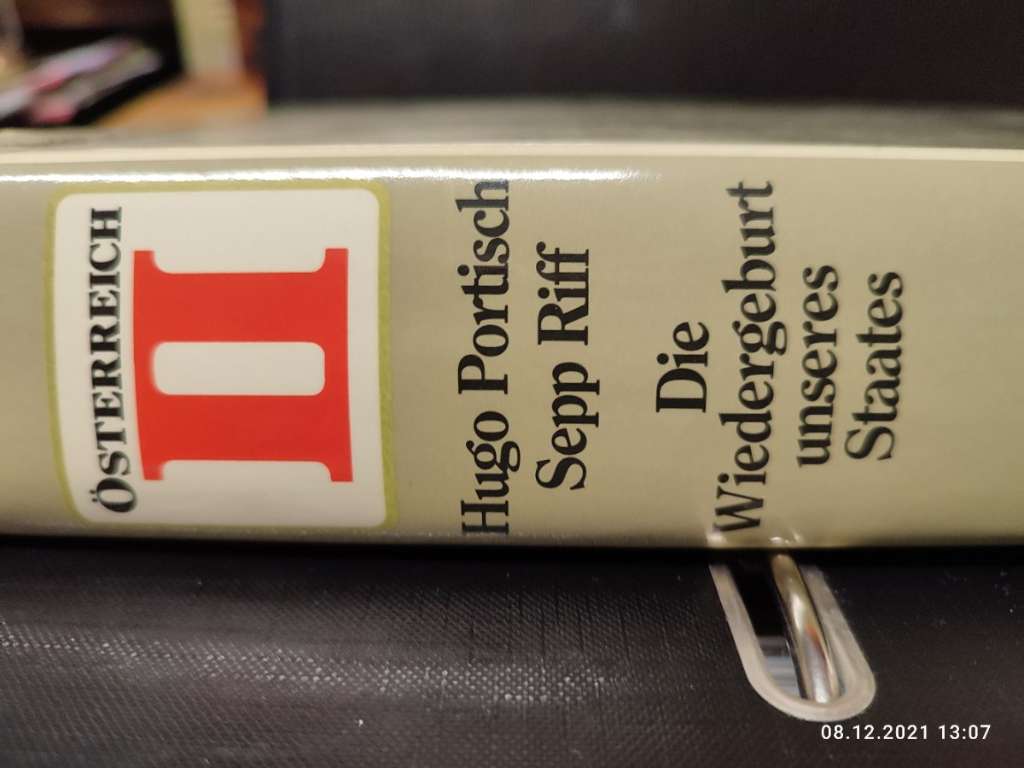 ÖSTERREICH
II
Hugo Portisch
Sepp Riff
Die
Wiedergeburt
unseres
Staates
08.12.2021 13:07